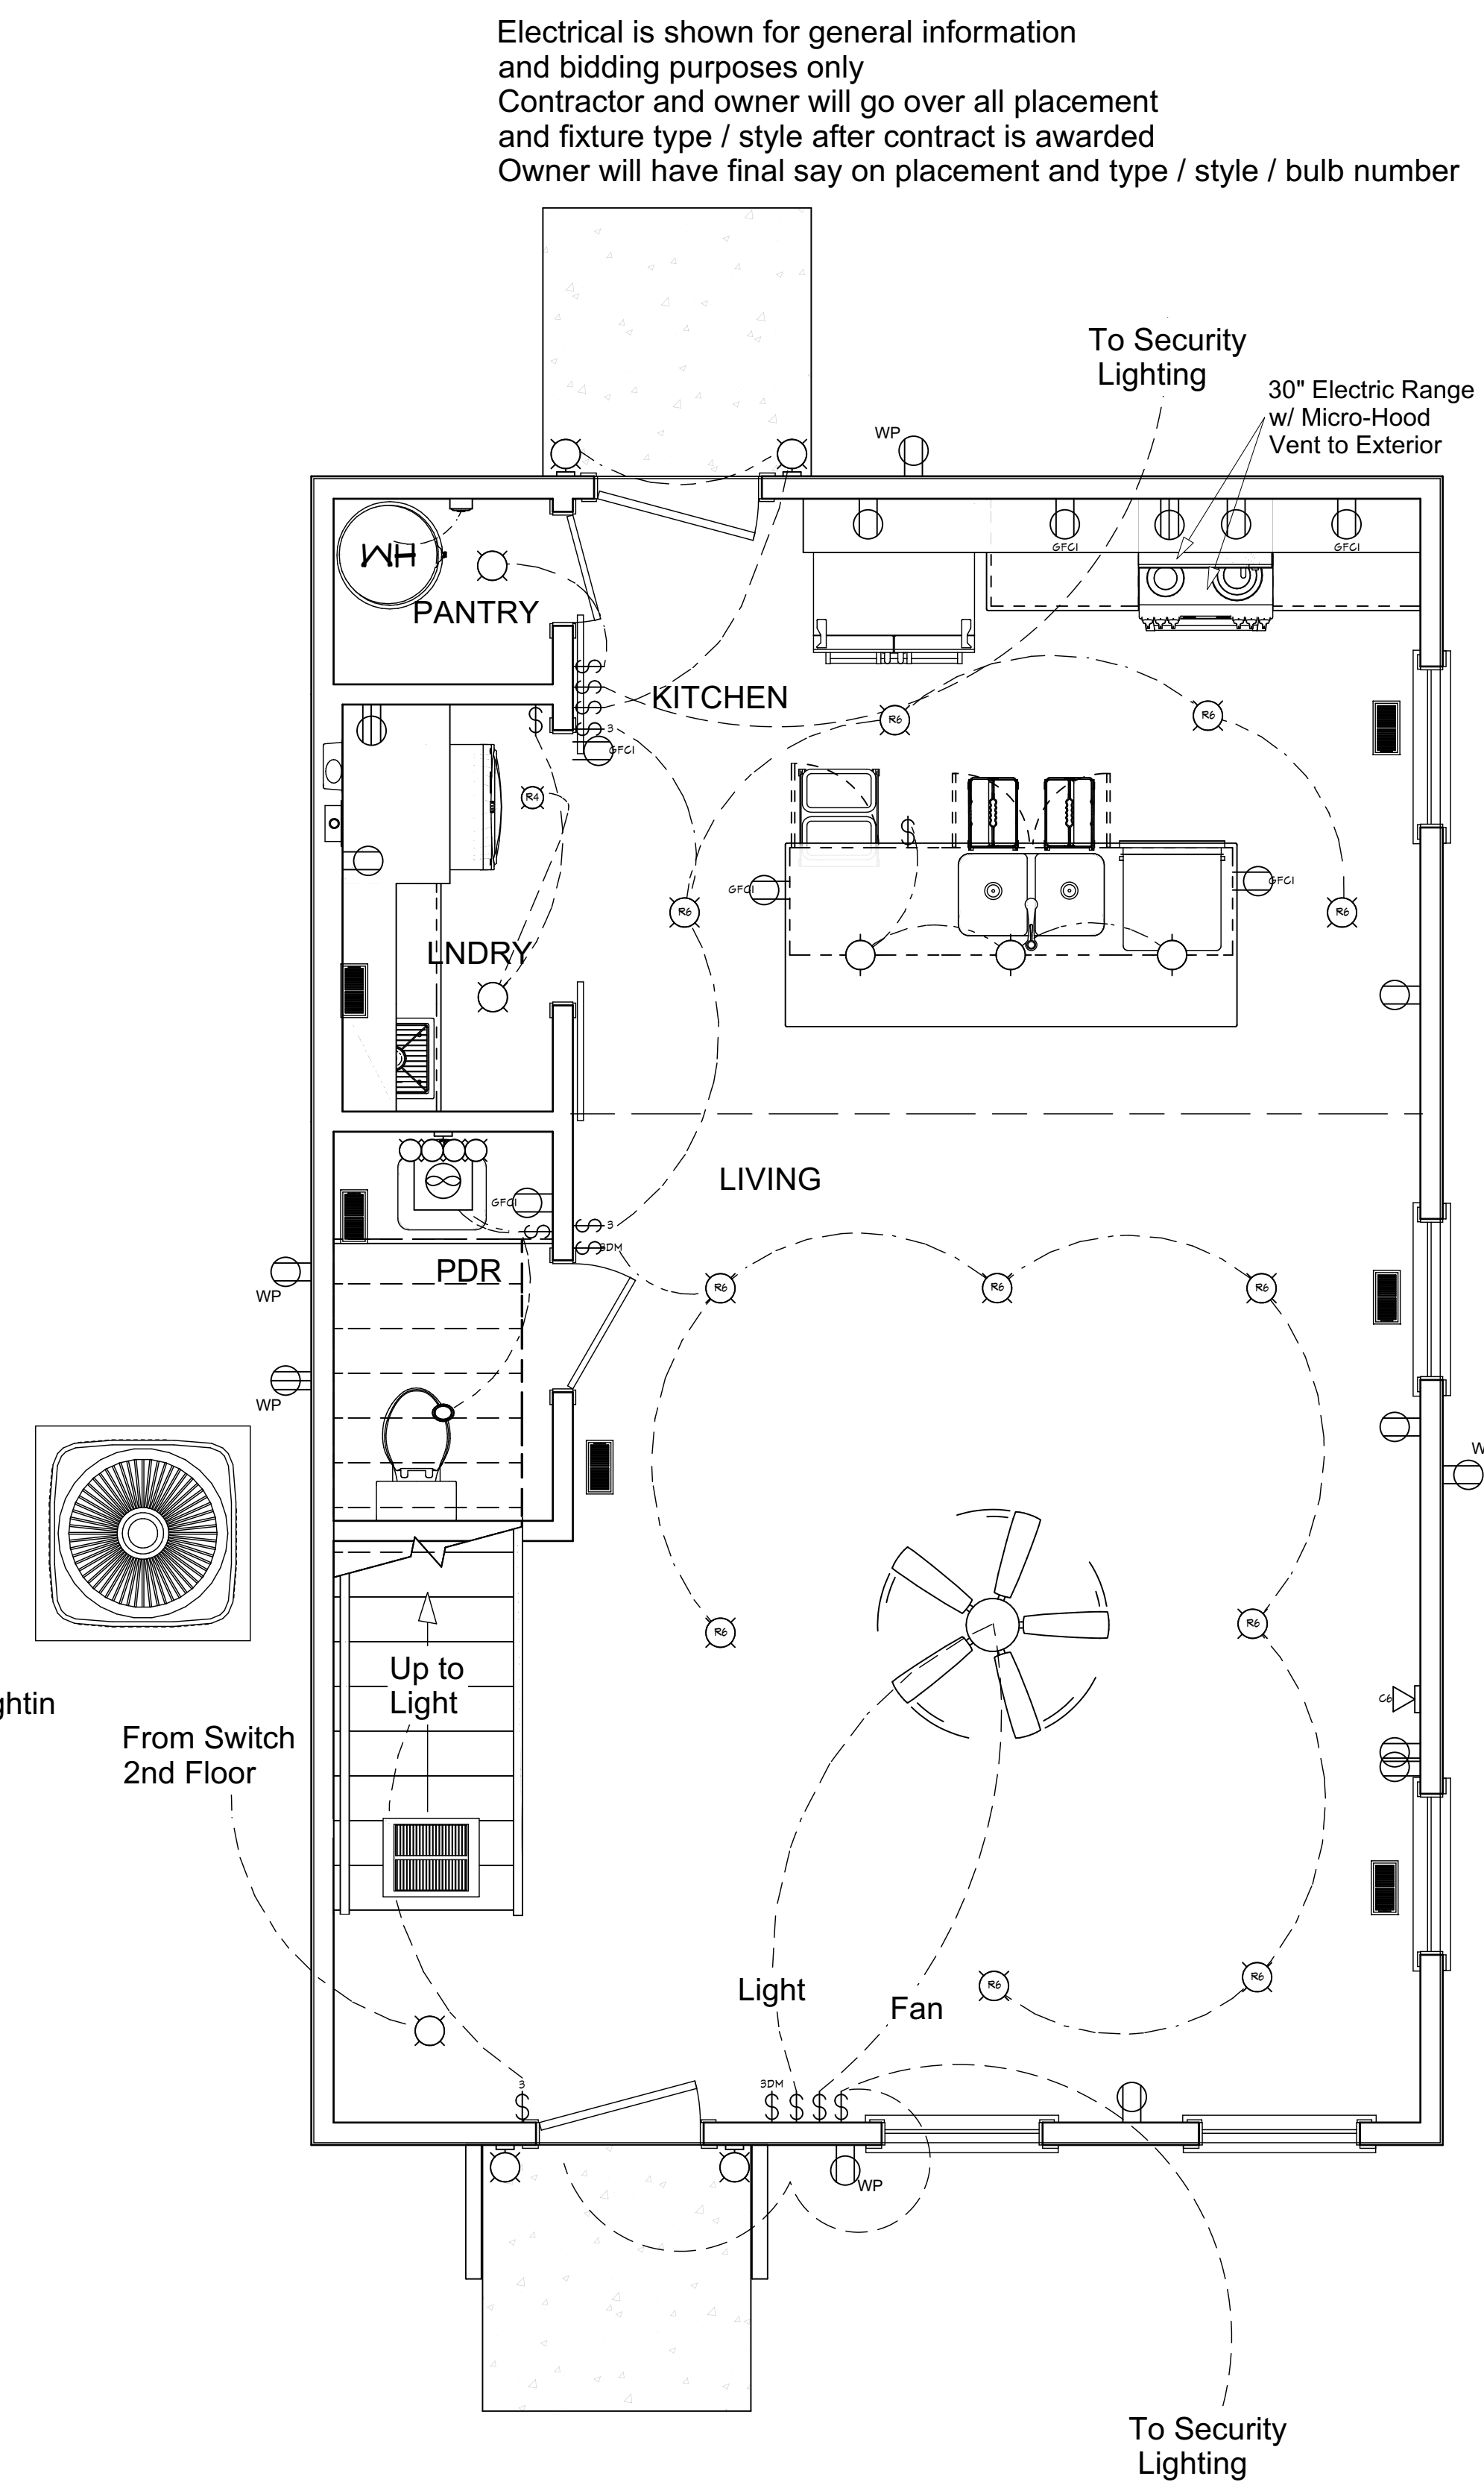 Electrical is shown for general information
and bidding purposes only
Contractor and owner will go over all placement
and fixture type / style after contract is awarded
Owner will have final say on placement and type / style / bulb number
To Security
Lighting
30" Electric Range
w/ Micro-Hood
Vent to Exterior
WP
GFCI
GFCI
WH
PANTRY
KITCHEN
3
GFCI
R6
R6
R4
GFCI
GFCI
R6
R6
LNDRY
LIVING
GFCI
3
3DM
PDR
WP
R6
R6
R6
WP
W
R6
R6
Up to
Light
C6
ghtin
From Switch
2nd Floor
Light
Fan
R6
R6
3
3DM
$ $ $ $
WP
To Security
Lighting